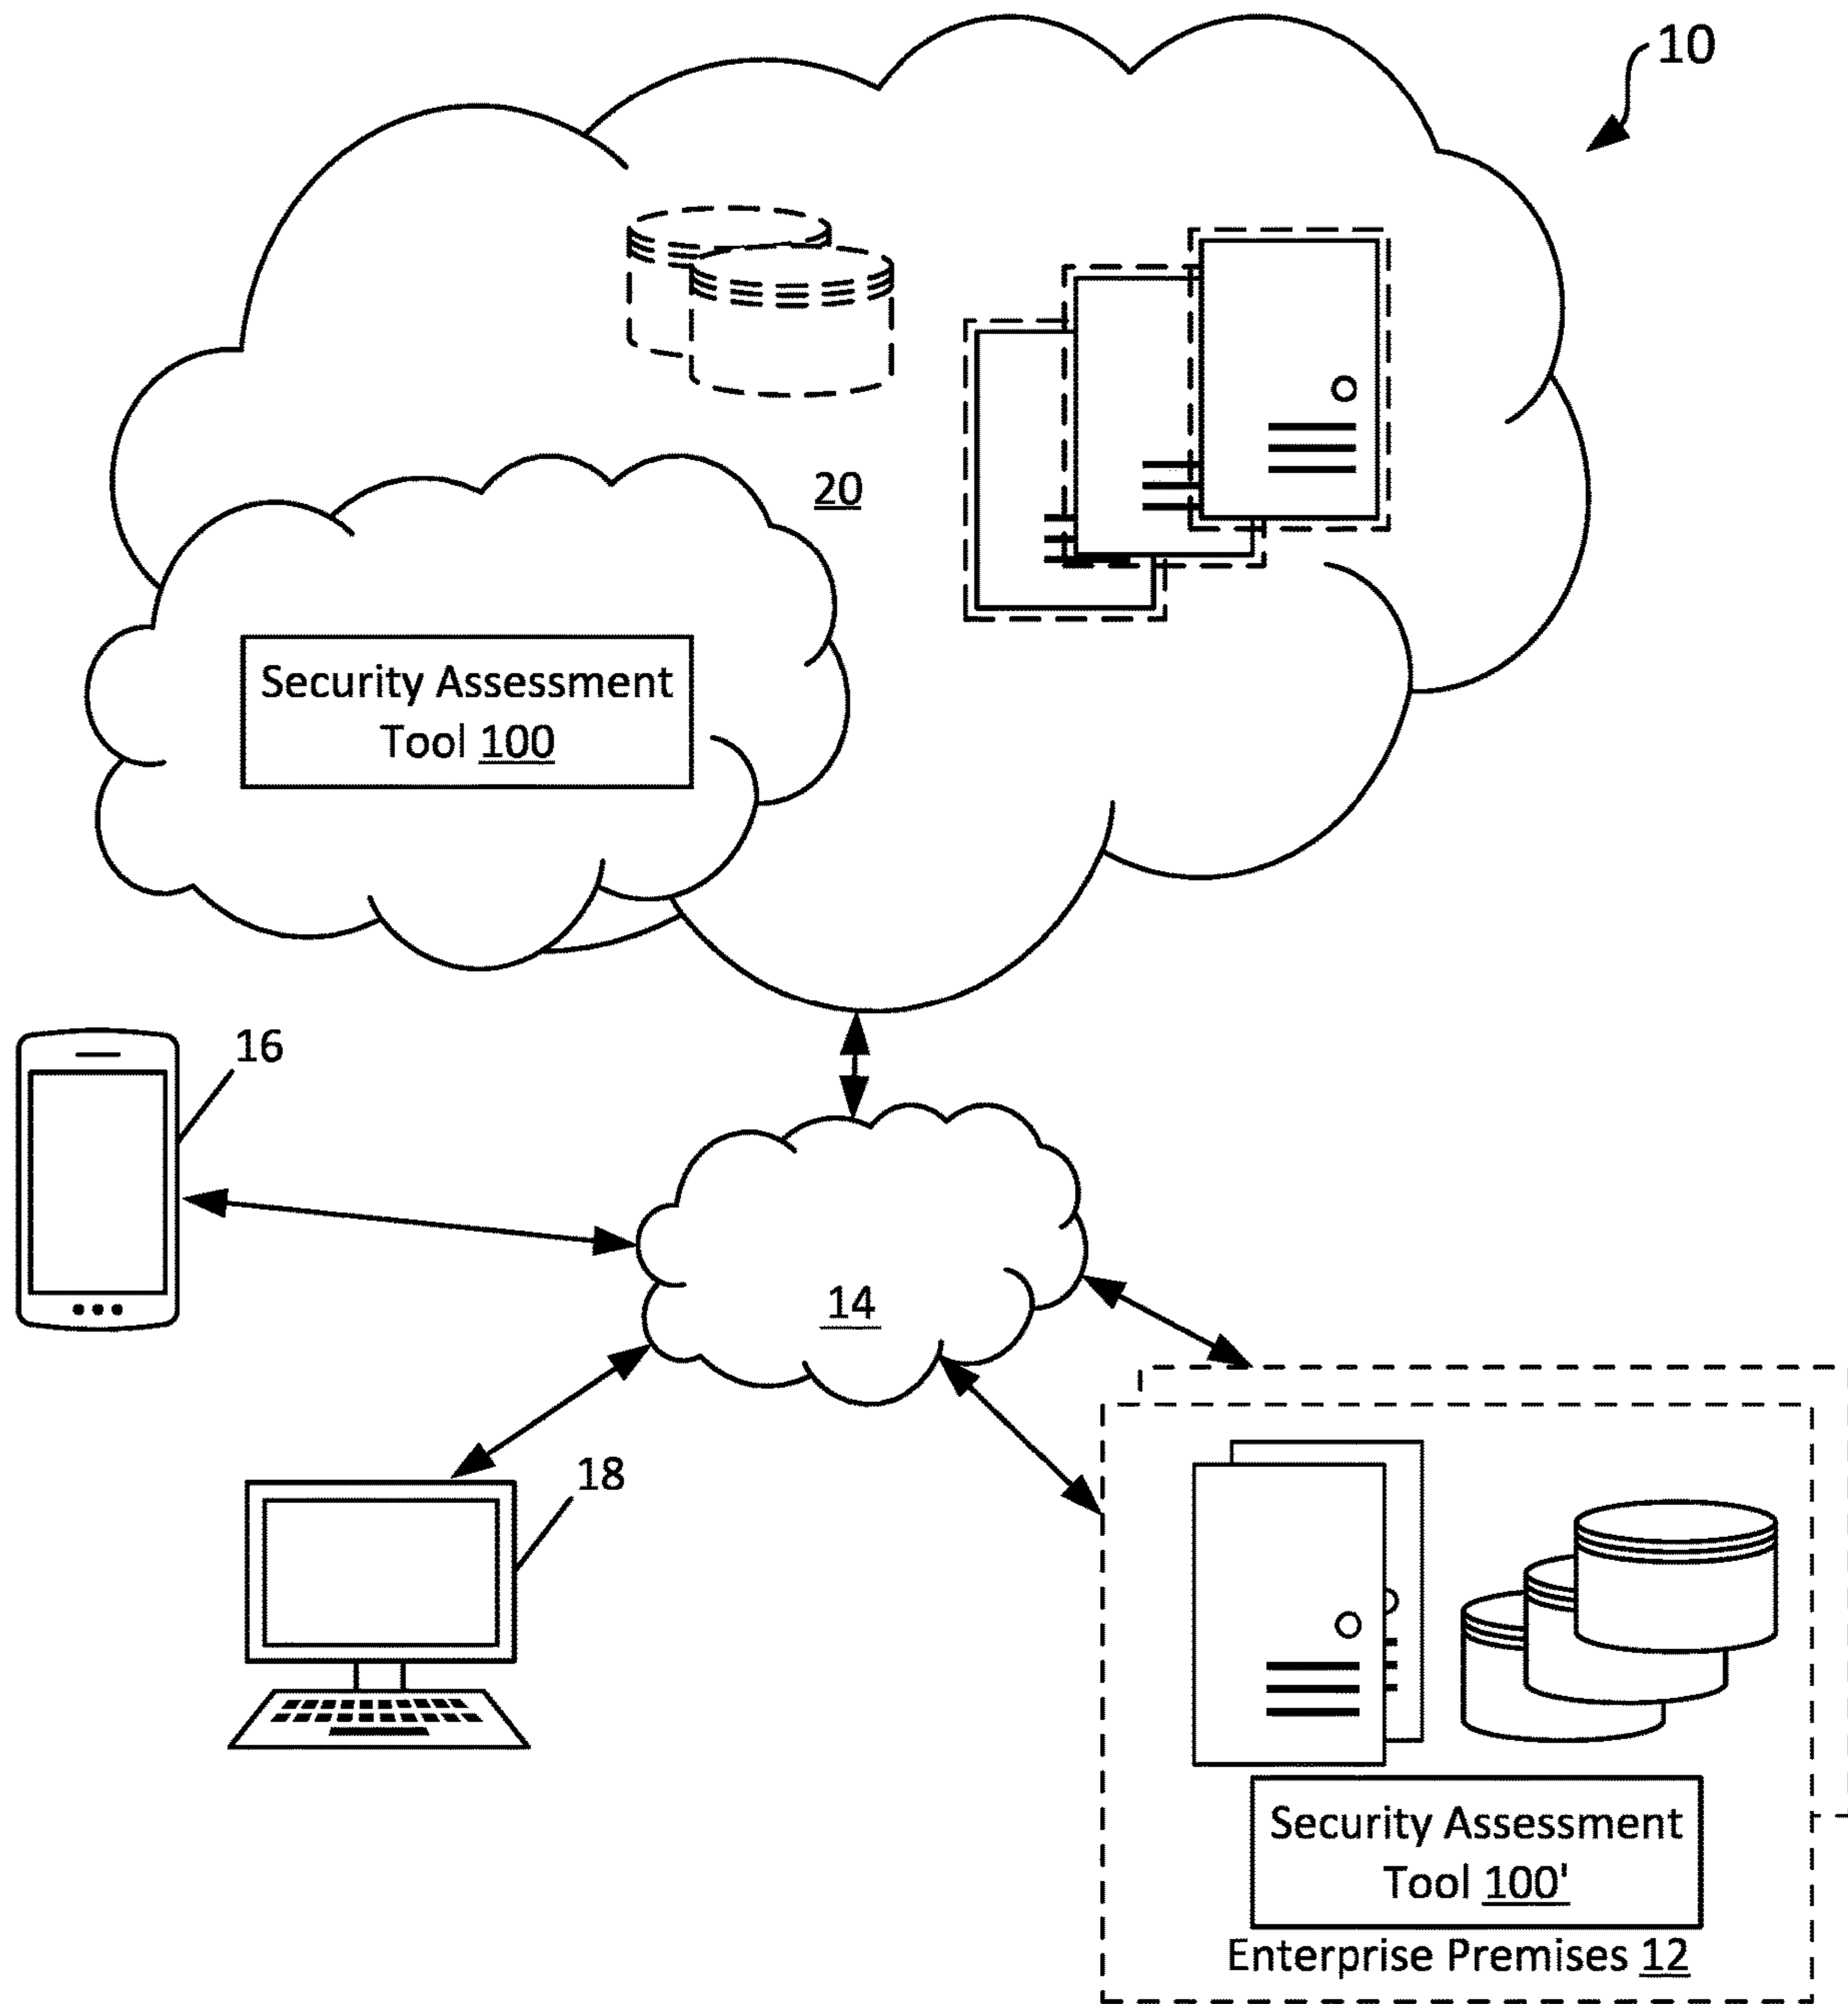 10
20
Security Assessment
Tool 100
16
14
18
Security Assessment
Tool 100'
Enterprise Premises 12